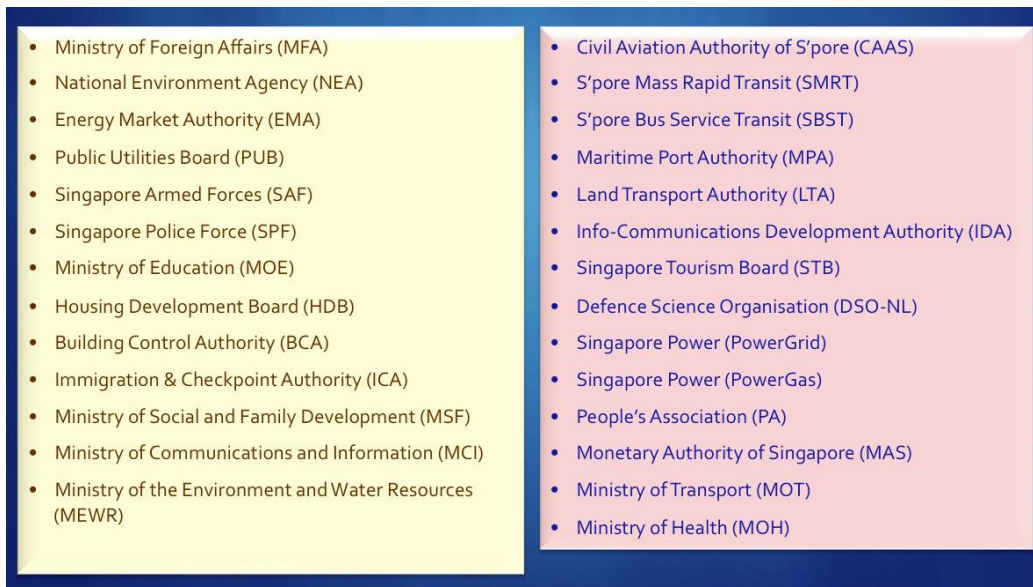 • Ministry of Foreign Affairs (MFA)
• National Environment Agency (NEA)
• Energy Market Authority (EMA)
• Public Utilities Board (PUB)
• Singapore Armed Forces (SAF)
• Singapore Police Force (SPF)
• Ministry of Education (MOE)
• Housing Development Board (HDB)
• Building Control Authority (BCA)
• Immigration & Checkpoint Authority (ICA)
• Ministry of Social and Family Development (MSF)
• Ministry of Communications and Information (MCI)
• Ministry of the Environment and Water Resources
(MEWR)
• Civil Aviation Authority of S'pore (CAAS)
• S'pore Mass Rapid Transit (SMRT)
• S'pore Bus Service Transit (SBST)
• Maritime Port Authority (MPA)
• Land Transport Authority (LTA)
• Info-Communications Development Authority (IDA)
• Singapore Tourism Board (STB)
• Defence Science Organisation (DSO-NL)
• Singapore Power (PowerGrid)
• Singapore Power (PowerGas)
• People's Association (PA)
• Monetary Authority of Singapore (MAS)
• Ministry of Transport (MOT)
• Ministry of Health (MOH)